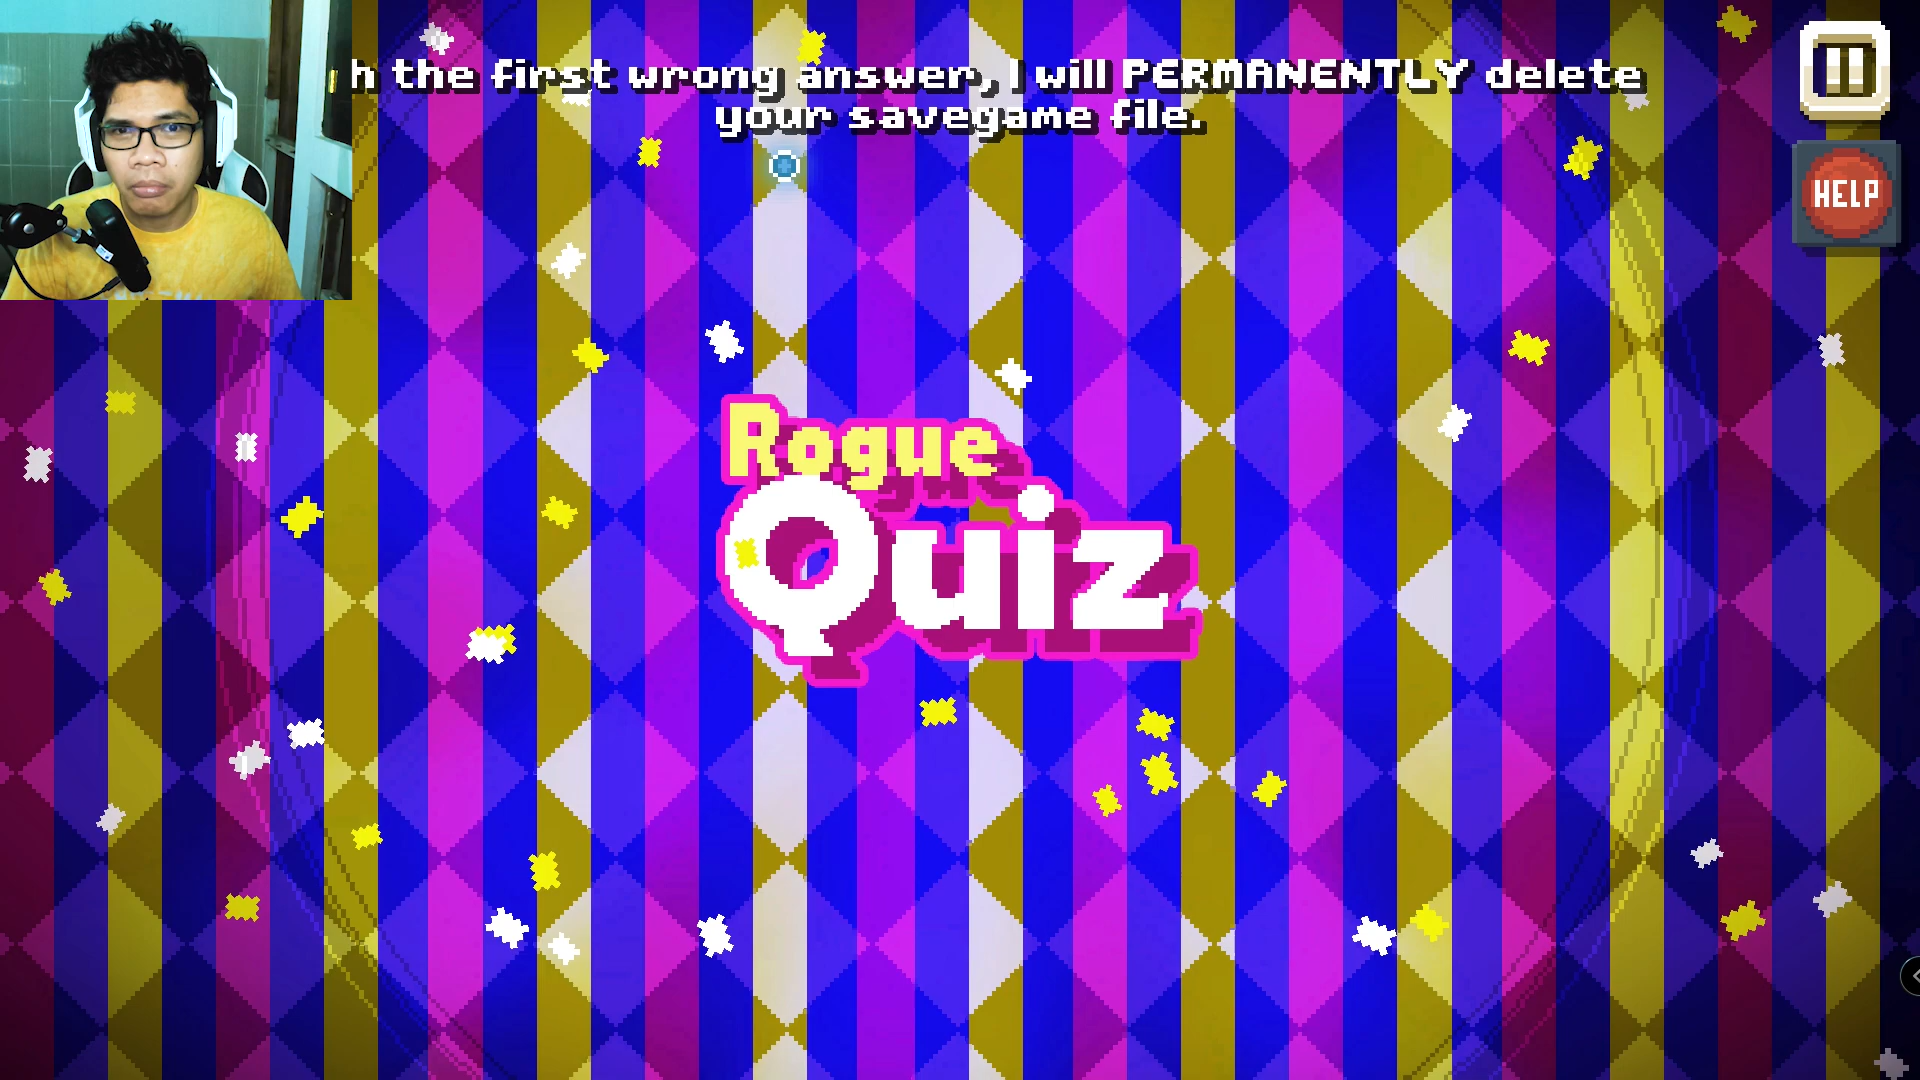 h the first wrong answer, I will PERMANENTLY delete
your savegame file.
HELP
Rogue
Quiz